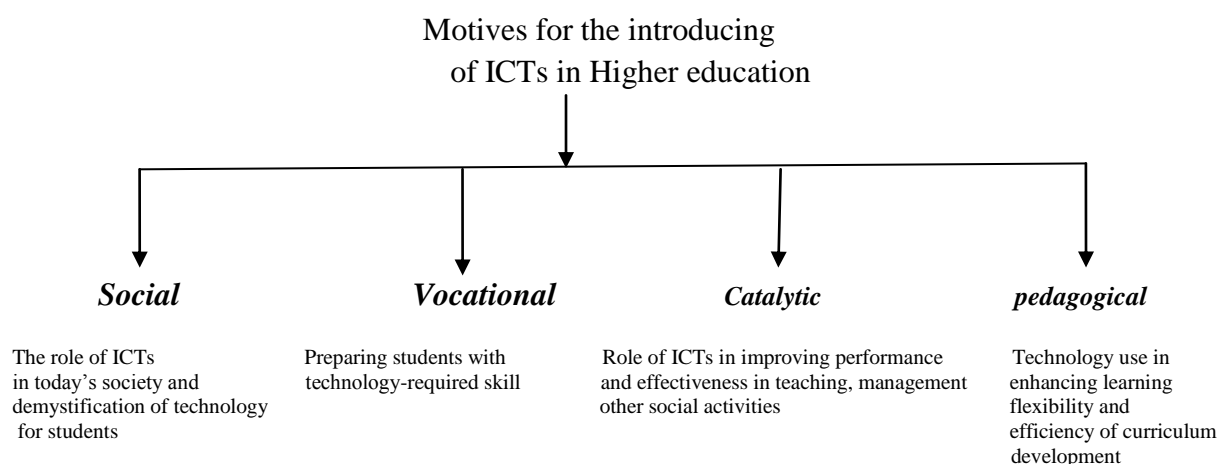 Motives for the introducing
of ICTs in Higher education
Social
Vocational
Catalytic
pedagogical
The role of ICTs
in today's society and
demystification of technology
for students
Preparing students with
technology-required skill
Role of ICTs in improving performance
and effectiveness in teaching, management
other social activities
Technology use in
enhancing learning
flexibility and
efficiency of curriculum
development